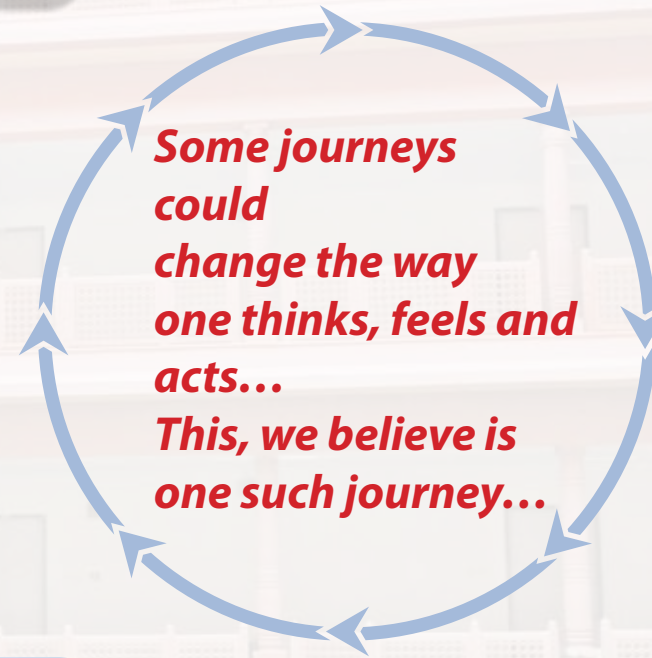 Some journeys
could
change the way
one thinks, feels and
acts…
This, we believe is
one such journey…